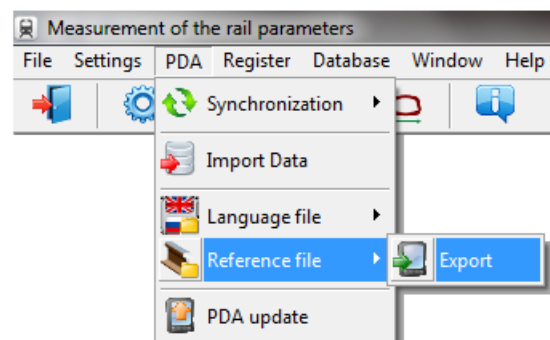 Measurement of the rail parameters
File Settings PDA Register Database Window Help
Synchronization
Import Data
Language file
Reference file
Export
PDA update